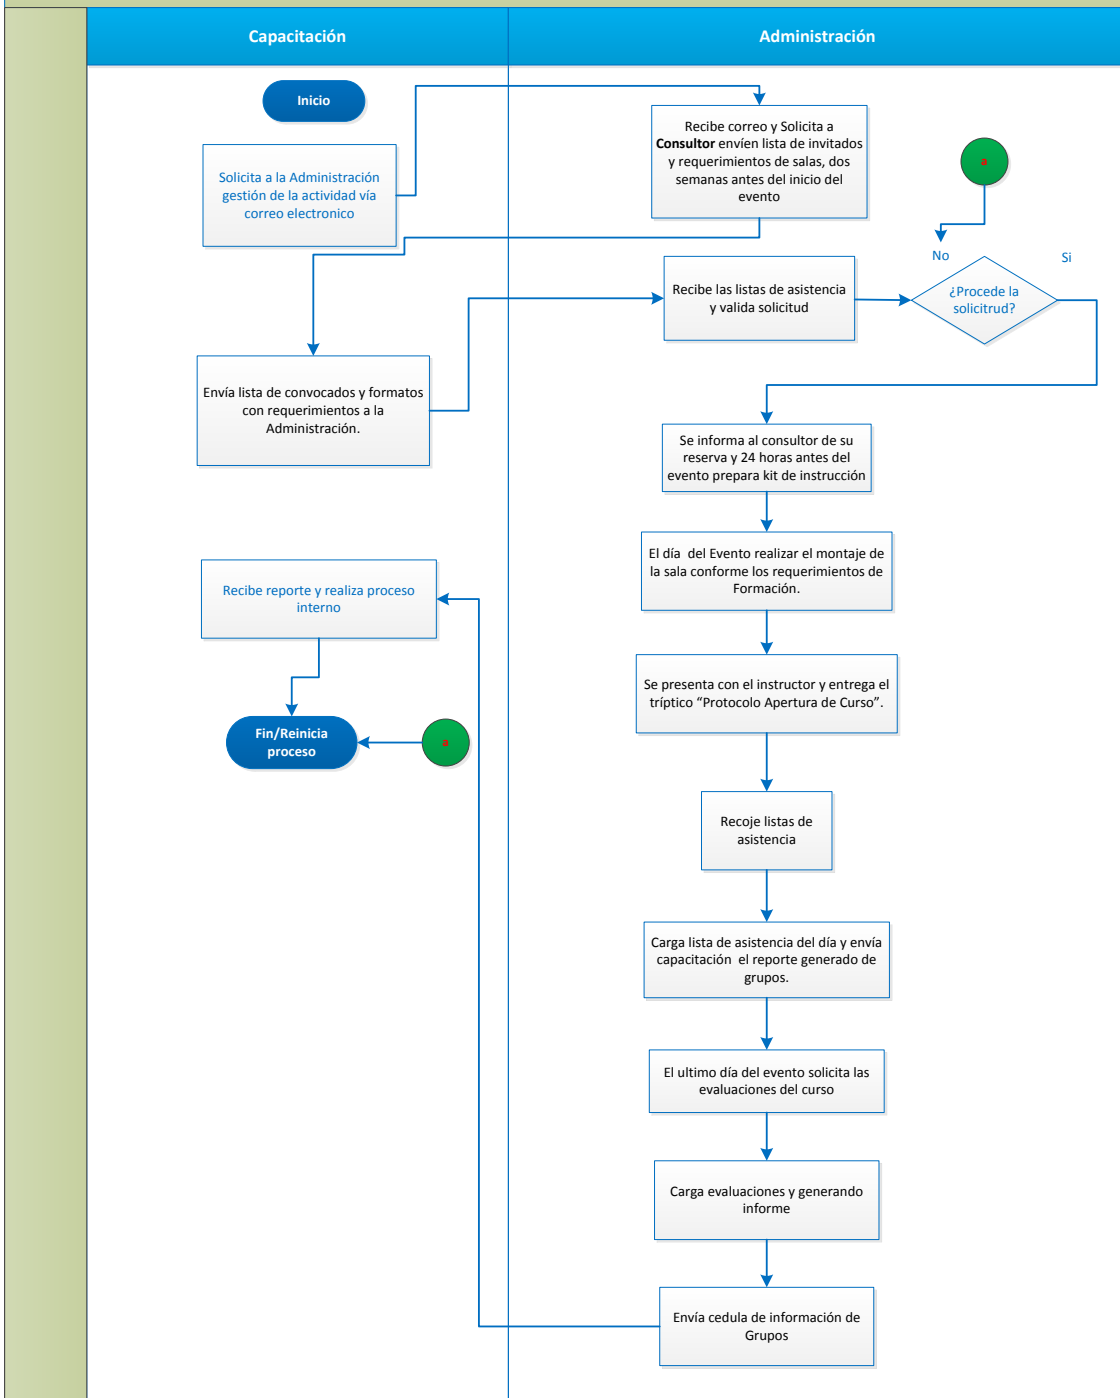 Capacitación
Administración
Inicio
Solicita a la Administración
gestión de la actividad vía
correo electronico
Recibe correo y Solicita a
Consultor envíen lista de invitados
y requerimientos de salas, dos
semanas antes del inicio del
evento
a
No
Si
Recibe las listas de asistencia
y valida solicitud
¿Procede la
solicitrud?
Envía lista de convocados y formatos
con requerimientos a la
Administración.
Se informa al consultor de su
reserva y 24 horas antes del
evento prepara kit de instrucción
El día del Evento realizar el montaje de
la sala conforme los requerimientos de
Formación.
Recibe reporte y realiza proceso
interno
Se presenta con el instructor y entrega el
tríptico “Protocolo Apertura de Curso”.
Fin/Reinicia
proceso
a
Recoje listas de
asistencia
Carga lista de asistencia del día y envía
capacitación el reporte generado de
grupos.
El ultimo día del evento solicita las
evaluaciones del curso
Carga evaluaciones y generando
informe
Envía cedula de información de
Grupos